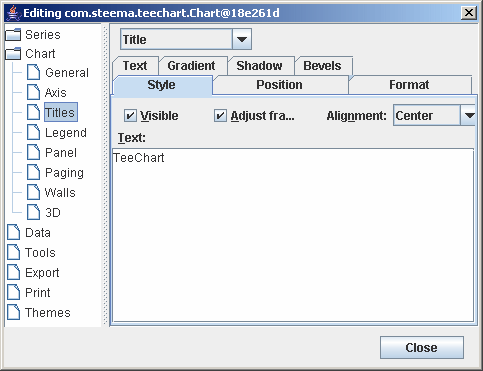 Editing com.steema.teechart.Chart@18e261d
Series
Chart
General
Axis
Titles
Legend
Panel
Paging
Walls
3D
Data
Tools
Export
Print
Themes
Title
Text Gradient Shadow Bevels
Style Position Format
Visible Adjust fra... Alignment: Center
Text:
TeeChart
Close